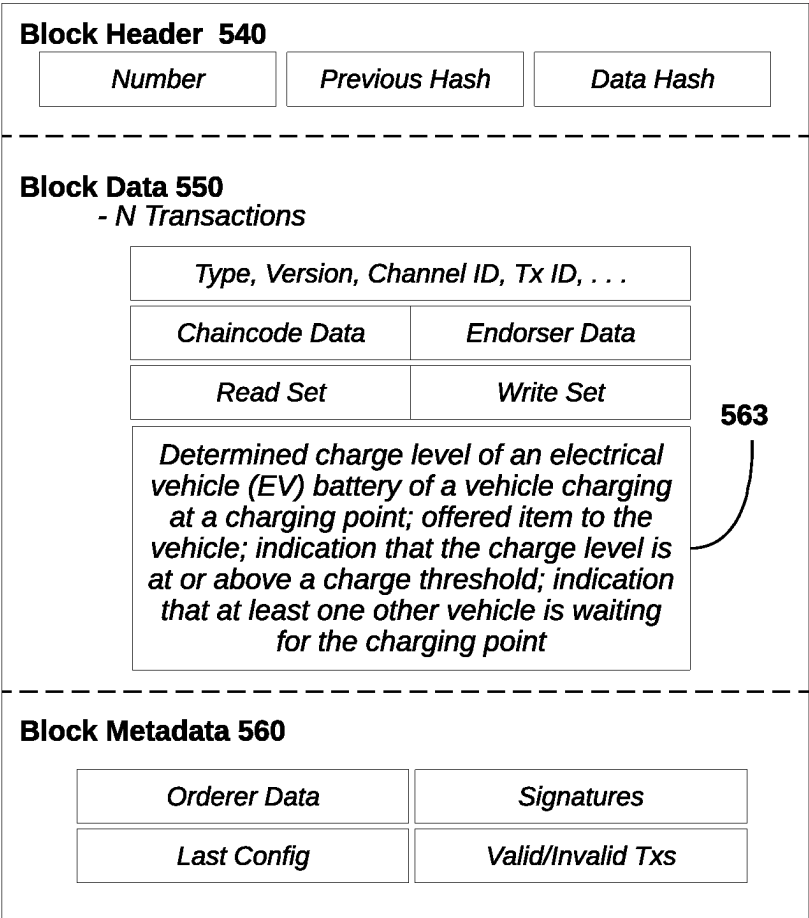 Block Header 540
Number
Previous Hash
Data Hash
Block Data 550
- N Transactions
Type, Version, Channel ID, Tx ID, . . .
Chaincode Data
Endorser Data
Read Set
Write Set
563
Determined charge level of an electrical
vehicle (EV) battery of a vehicle charging
at a charging point; offered item to the
vehicle; indication that the charge level is
at or above a charge threshold; indication
that at least one other vehicle is waiting
for the charging point
Block Metadata 560
Orderer Data
Signatures
Last Config
Valid/Invalid Txs